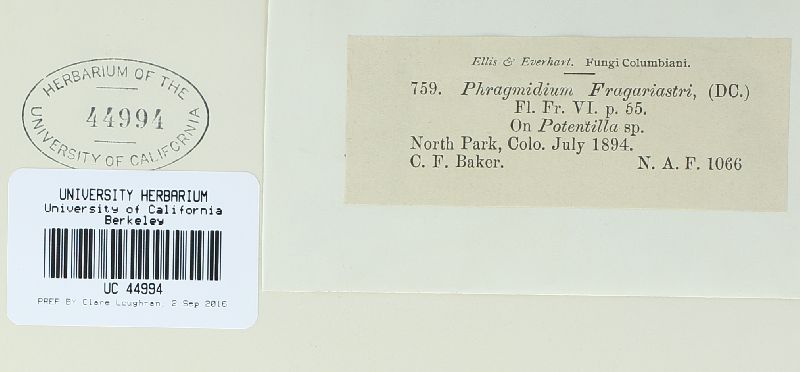 HERBARIUM OF THE
44994
UNIVERSITY OF CALIFORNIA
UNIVERSITY HERBARIUM
University of California
Berkeley
UC 44994
PREP BY Clare Loughran, 2 Sep 2016
Ellis & Everhart. Fungi Columbiani.
759. Phragmidium Fragariastri, (DC.)
Fl. Fr. VI. p. 55.
On Potentilla sp.
North Park, Colo. July 1894.
C. F. Baker. N. A. F. 1066